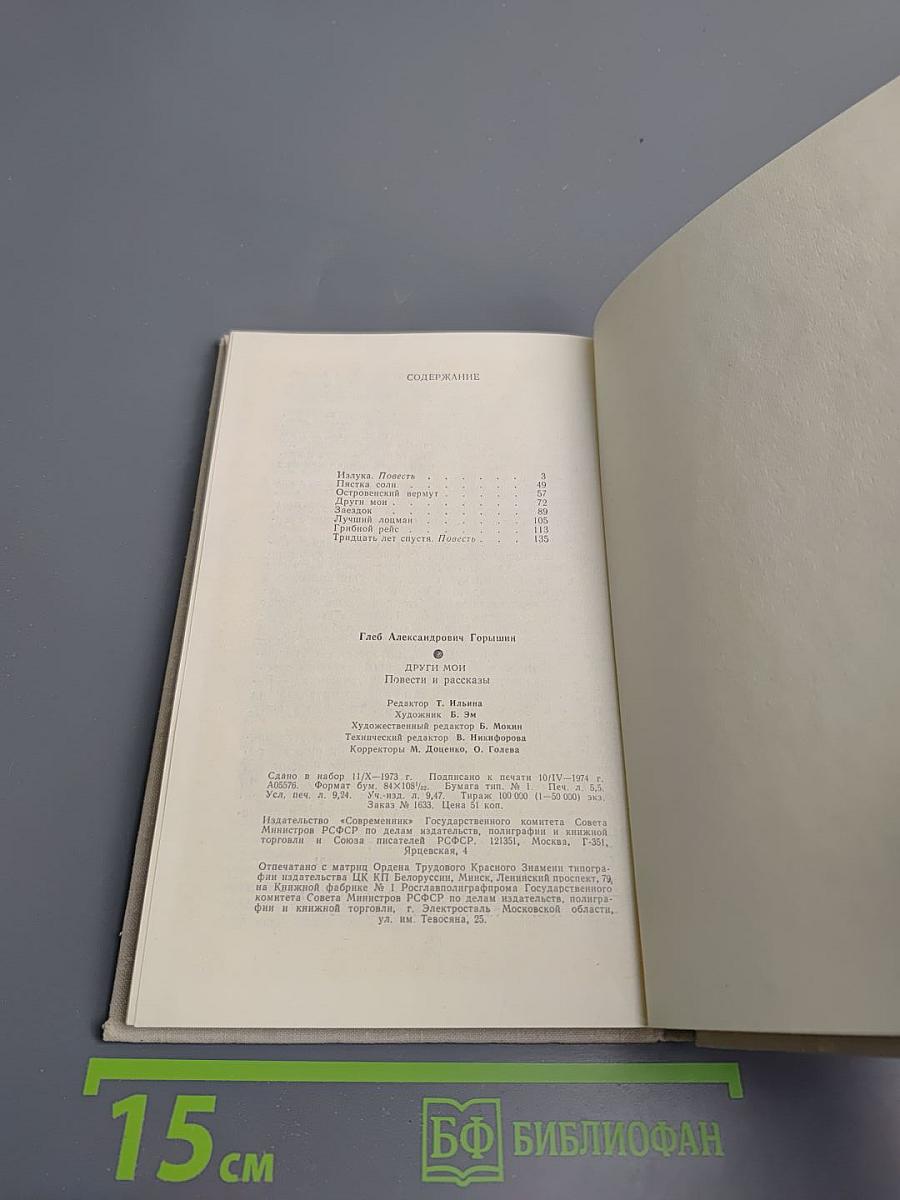 СОДЕРЖАНИЕ
Излука. Повесть . . . . . . 3
Пястка соли . . . . . . . 49
Островенский вермут . . . . . 57
Други мои . . . . . . . . 72
Заездок . . . . . . . . 89
Лучший лоцман . . . . . . 105
Грибной рейс . . . . . . . 113
Тридцать лет спустя. Повесть . . . 135
Глеб Александрович Горышин
ДРУГИ МОИ
Повести и рассказы
Редактор Т. Ильина
Художник Б. Эм
Художественный редактор Б. Мокин
Технический редактор В. Никифорова
Корректоры М. Доценко, О. Голева
Сдано в набор 11/X—1973 г. Подписано к печати 10/IV—1974 г.
А05576. Формат бум. 84×108¹/₃₂. Бумага тип. № 1. Печ. л. 5,5.
Усл. печ. л. 9,24. Уч.-изд. л. 9,47. Тираж 100 000 (1—50 000) экз.
Заказ № 1633. Цена 51 коп.
Издательство «Современник» Государственного комитета Совета
Министров РСФСР по делам издательств, полиграфии и книжной
торговли и Союза писателей РСФСР. 121351, Москва, Г-351,
Ярцевская, 4
Отпечатано с матриц Ордена Трудового Красного Знамени типогра-
фии издательства ЦК КП Белоруссии, Минск, Ленинский проспект, 79,
на Книжной фабрике № 1 Росглавполиграфпрома Государственного
комитета Совета Министров РСФСР по делам издательств, полигра-
фии и книжной торговли, г. Электросталь Московской области,
ул. им. Тевосяна, 25.
15 см
БФ БИБЛИОФАН